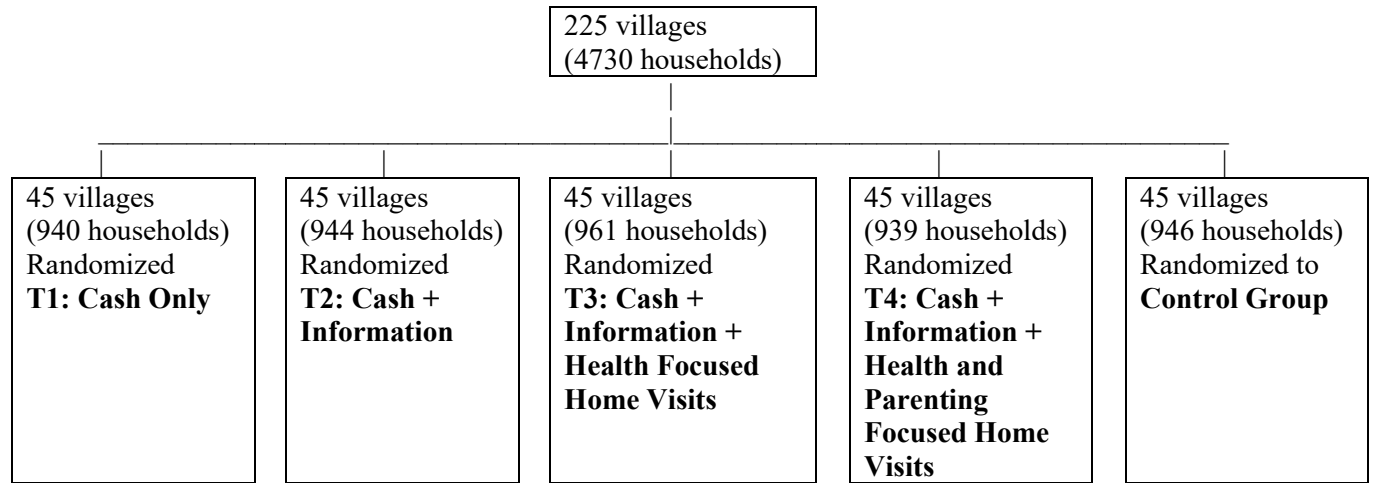 225 villages
(4730 households)
45 villages
(940 households)
Randomized
T1: Cash Only
45 villages
(944 households)
Randomized
T2: Cash +
Information
45 villages
(961 households)
Randomized
T3: Cash +
Information +
Health Focused
Home Visits
45 villages
(939 households)
Randomized
T4: Cash +
Information +
Health and
Parenting
Focused Home
Visits
45 villages
(946 households)
Randomized to
Control Group